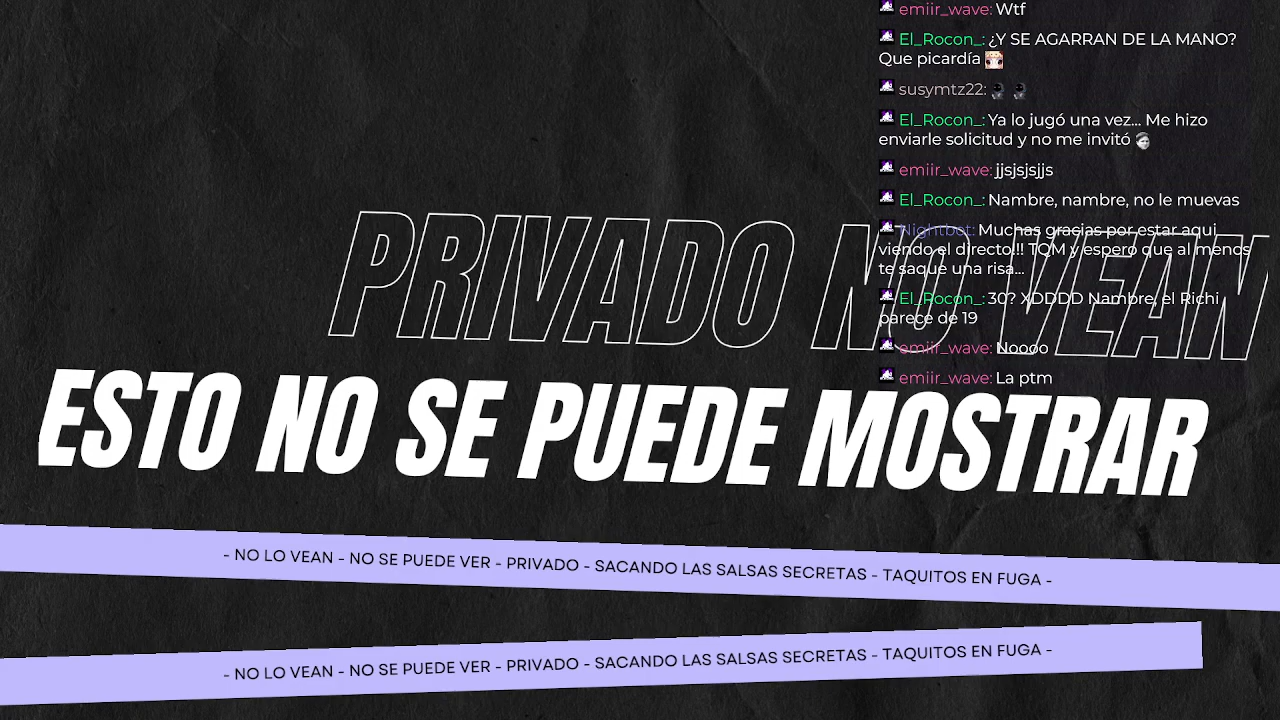 emiir_wave: Wtf
El_Rocon_: ¿Y SE AGARRAN DE LA MANO?
Que picardía
susymtz22:
El_Rocon_: Ya lo jugó una vez... Me hizo
enviarle solicitud y no me invitó
emiir_wave: jjsjsjsjjs
El_Rocon_: Nambre, nambre, no le muevas
Nightbot: Muchas gracias por estar aqui
viendo el directo!!! TQM y espero que al menos
te saque una risa...
El_Rocon_: 30? XDDDD Nambre, el Richi
parece de 19
emiir_wave: Noooo
emiir_wave: La ptm
PRIVADO NO VEAN
ESTO NO SE PUEDE MOSTRAR
- NO LO VEAN - NO SE PUEDE VER - PRIVADO - SACANDO LAS SALSAS SECRETAS - TAQUITOS EN FUGA -
- NO LO VEAN - NO SE PUEDE VER - PRIVADO - SACANDO LAS SALSAS SECRETAS - TAQUITOS EN FUGA -